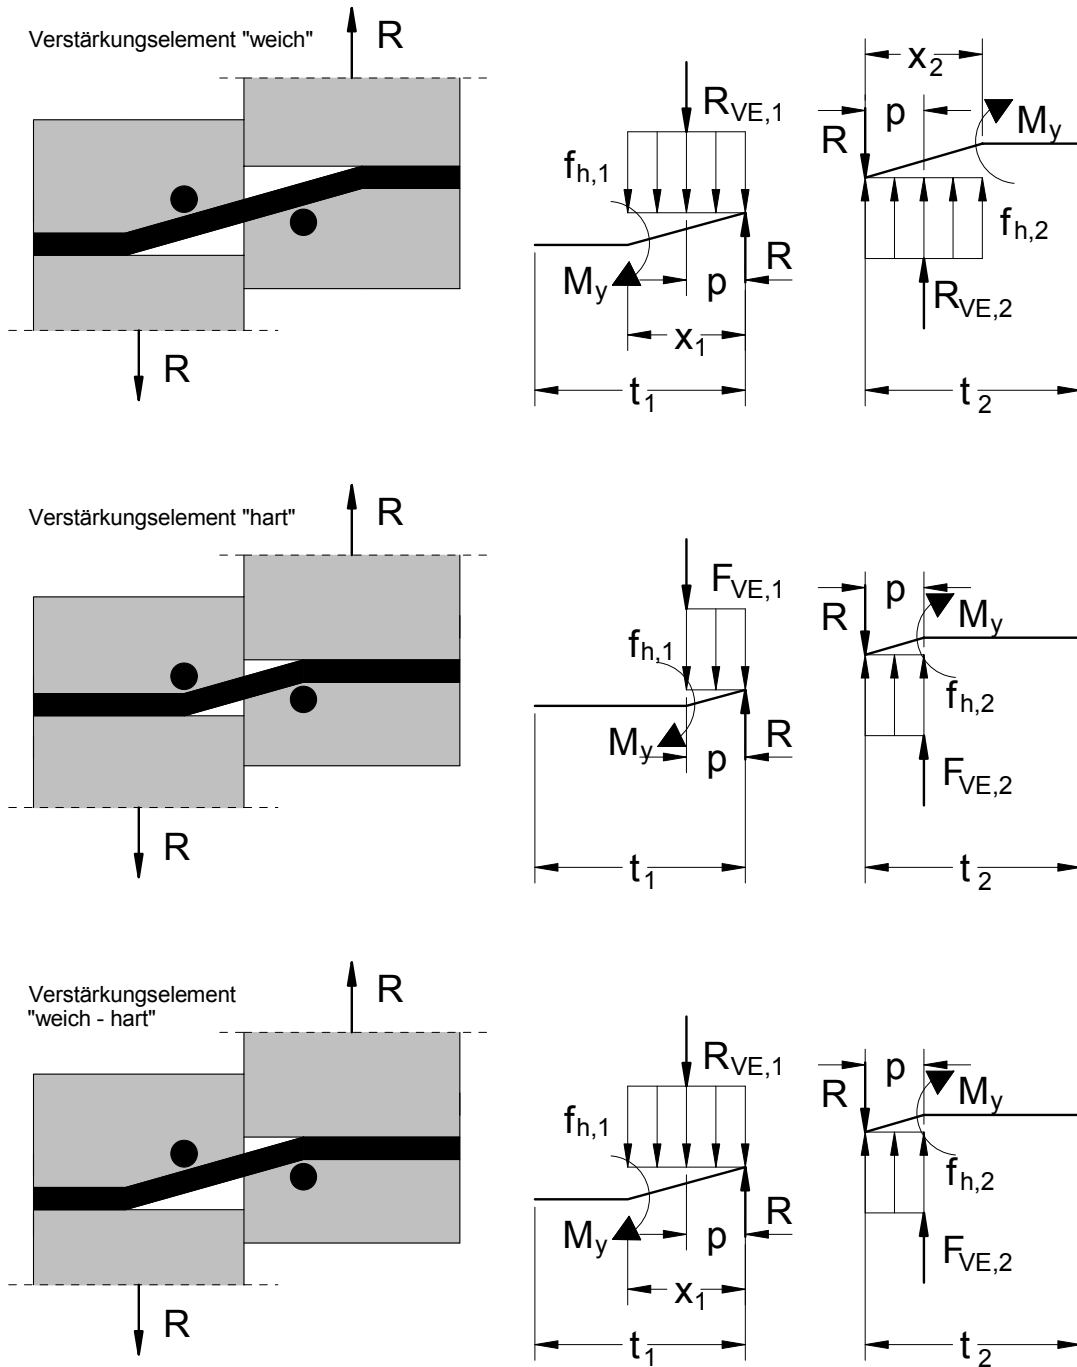 Verstärkungselement "weich"
R
R
R_VE,1
f_h,1
M_y
p
R
x_1
t_1
x_2
p
R
M_y
f_h,2
R_VE,2
t_2
Verstärkungselement "hart"
R
R
F_VE,1
f_h,1
M_y
p
R
t_1
p
R
M_y
f_h,2
F_VE,2
t_2
Verstärkungselement
"weich - hart"
R
R
R_VE,1
f_h,1
M_y
p
R
x_1
t_1
p
R
M_y
f_h,2
F_VE,2
t_2